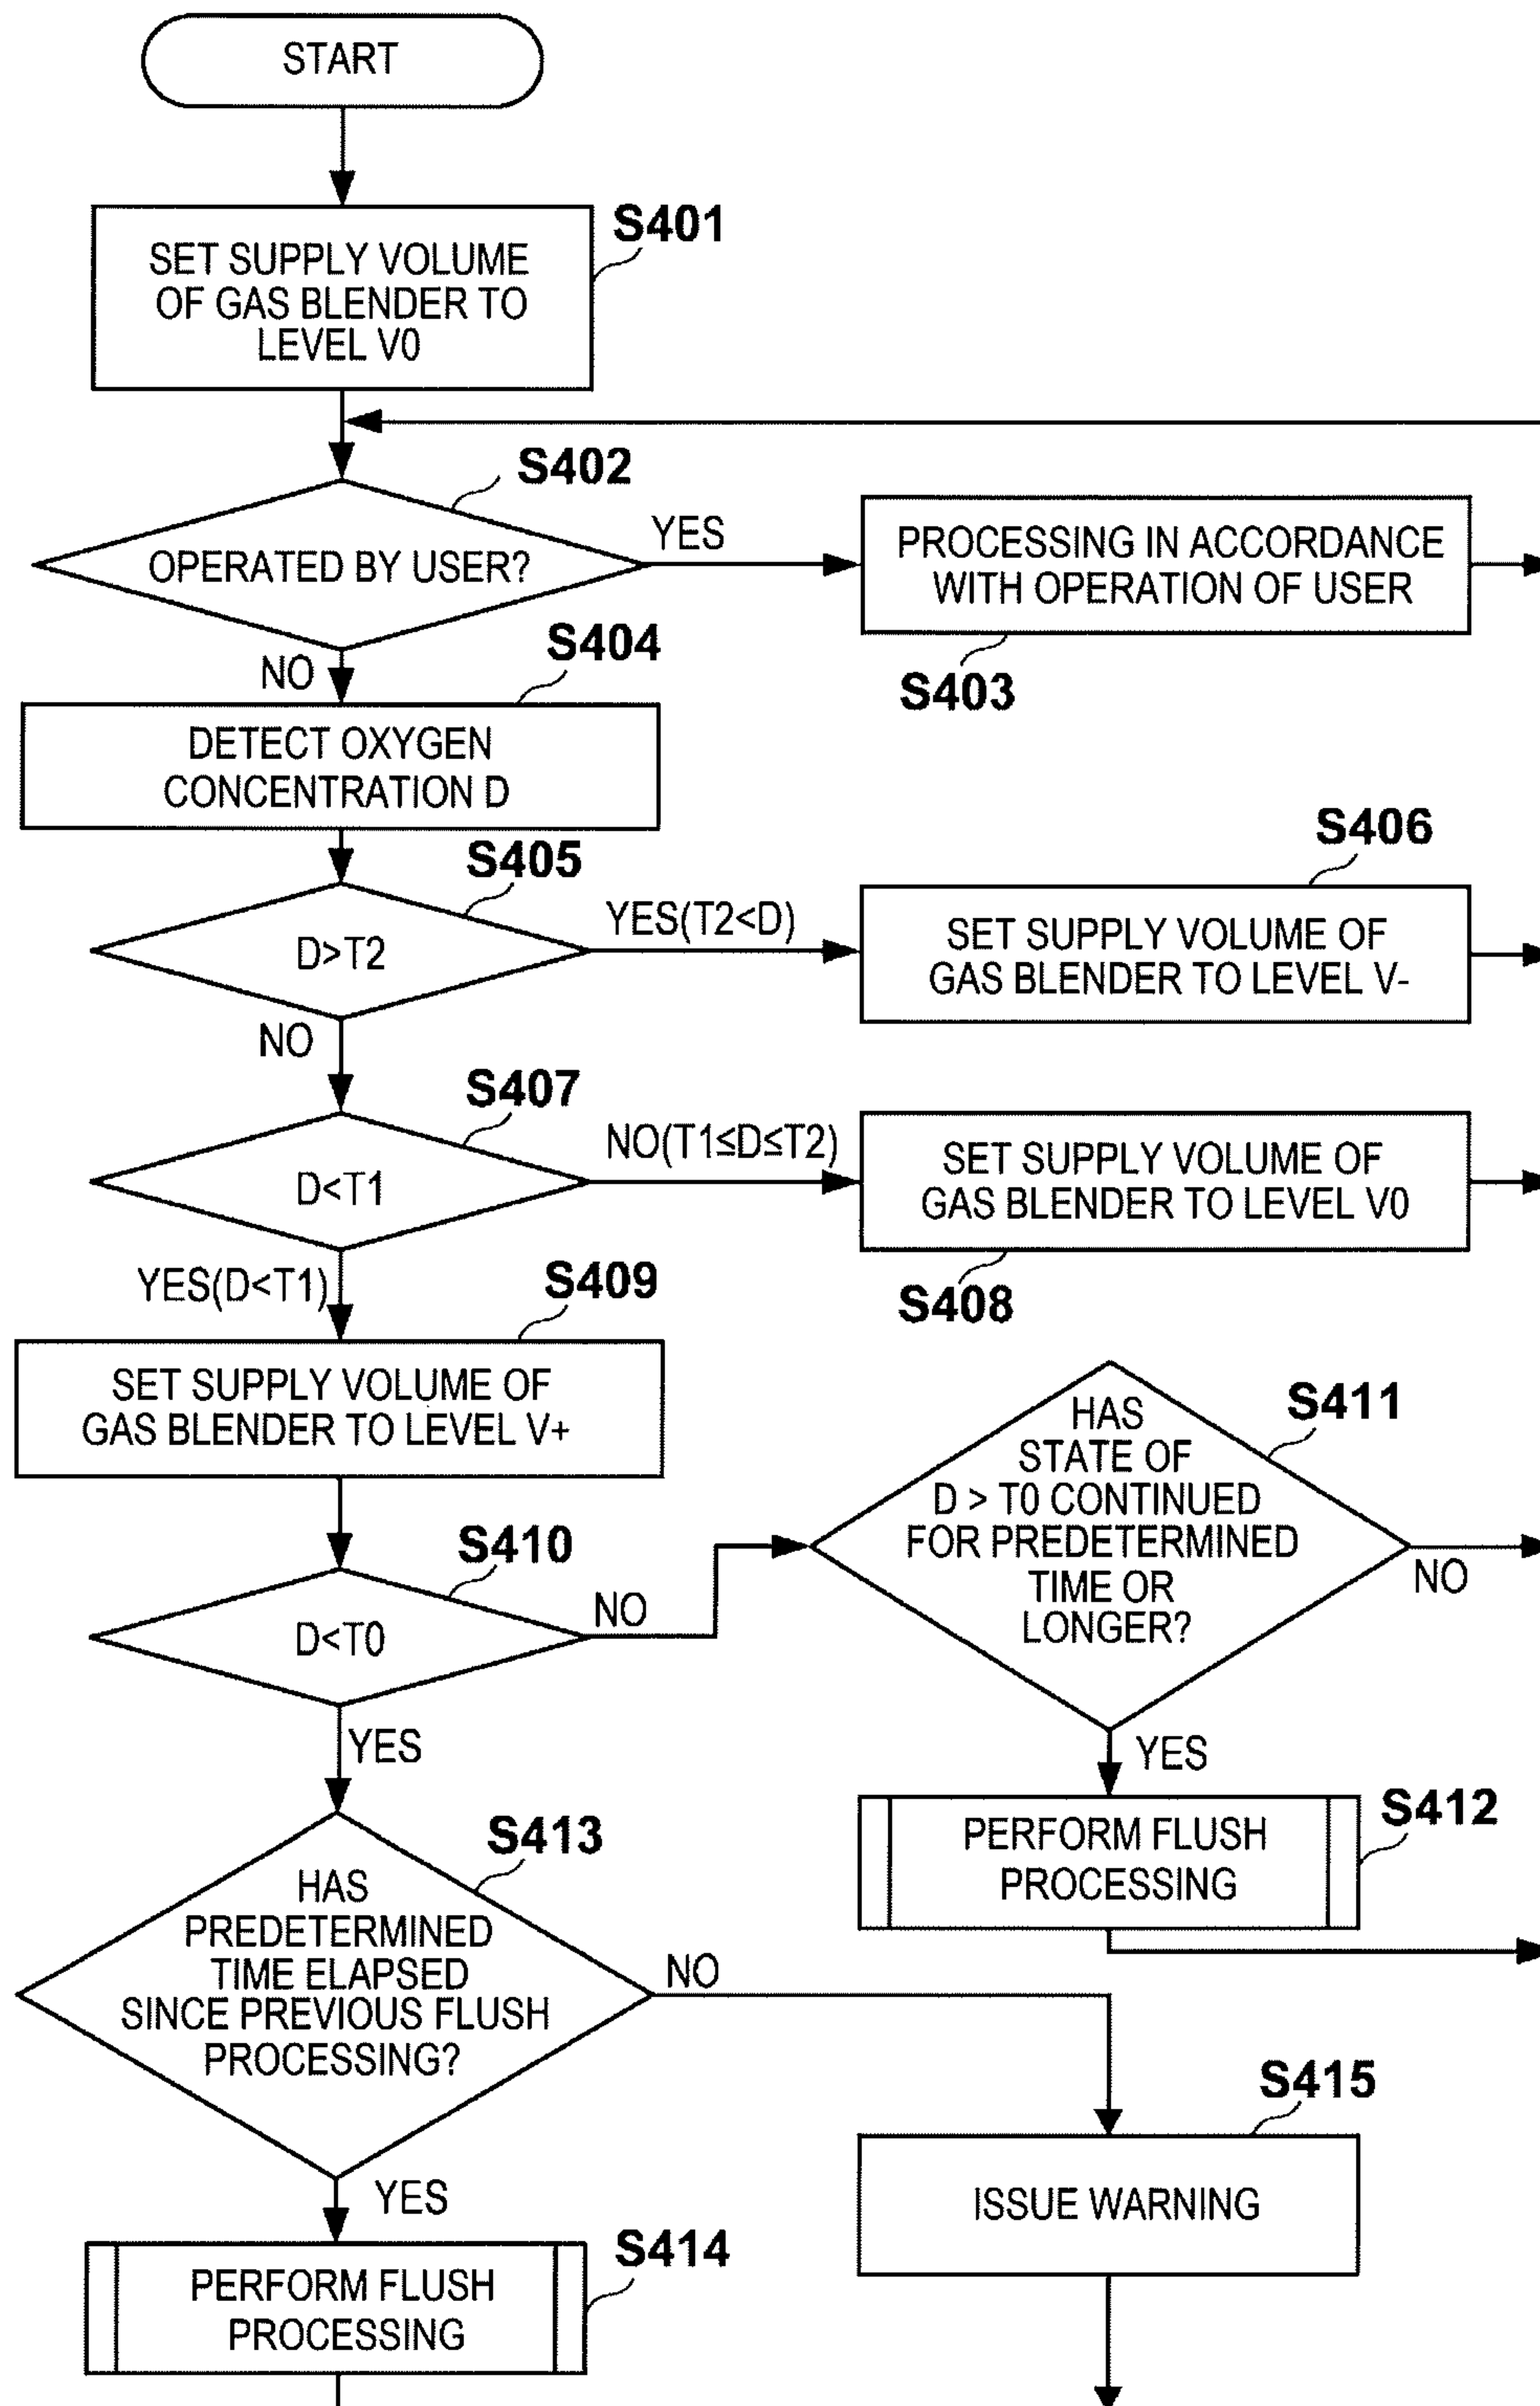 START
S401
SET SUPPLY VOLUME
OF GAS BLENDER TO
LEVEL V0
S402
OPERATED BY USER?
YES
PROCESSING IN ACCORDANCE
WITH OPERATION OF USER
S403
NO
S404
DETECT OXYGEN
CONCENTRATION D
S405
D>T2
YES(T2<D)
S406
SET SUPPLY VOLUME OF
GAS BLENDER TO LEVEL V-
NO
S407
D<T1
NO(T1≤D≤T2)
SET SUPPLY VOLUME OF
GAS BLENDER TO LEVEL V0
S408
YES(D<T1)
S409
SET SUPPLY VOLUME OF
GAS BLENDER TO LEVEL V+
S410
D<T0
NO
S411
HAS
STATE OF
D > T0 CONTINUED
FOR PREDETERMINED
TIME OR
LONGER?
NO
YES
S412
PERFORM FLUSH
PROCESSING
YES
S413
HAS
PREDETERMINED
TIME ELAPSED
SINCE PREVIOUS FLUSH
PROCESSING?
NO
S415
ISSUE WARNING
YES
S414
PERFORM FLUSH
PROCESSING